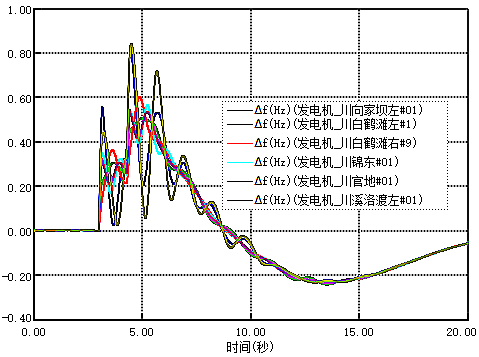 1.00
0.80
0.60
0.40
0.20
0.00
-0.20
-0.40
Δf(Hz)(发电机_川向家坝左#01)
Δf(Hz)(发电机_川白鹤滩左#1)
Δf(Hz)(发电机_川白鹤滩右#9)
Δf(Hz)(发电机_川锦东#01)
Δf(Hz)(发电机_川官地#01)
Δf(Hz)(发电机_川溪洛渡左#01)
0.00 5.00 10.00 15.00 20.00
时间(秒)